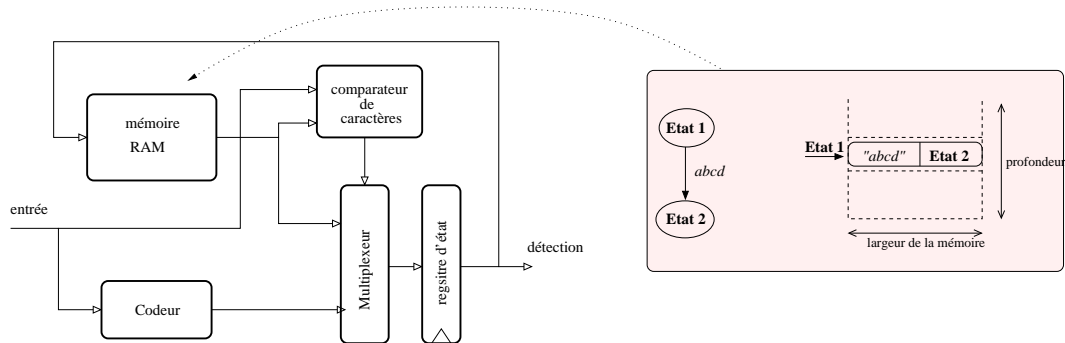 mémoire
RAM
comparateur
de
caractères
entrée
Codeur
Multiplexeur
regsitre d'état
détection
Etat 1
abcd
Etat 2
Etat 1
"abcd"
Etat 2
profondeur
largeur de la mémoire